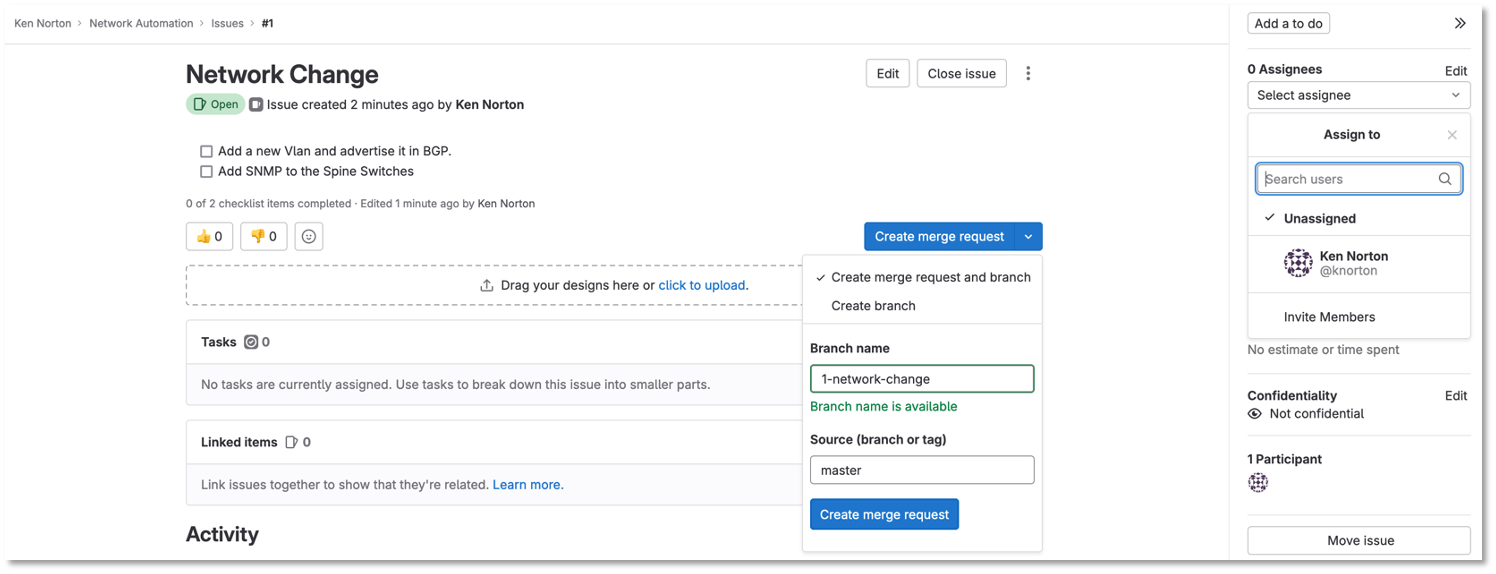 Ken Norton › Network Automation › Issues › #1
Network Change
Edit
Close issue
Open
Issue created 2 minutes ago by Ken Norton
Add a new Vlan and advertise it in BGP.
Add SNMP to the Spine Switches
0 of 2 checklist items completed · Edited 1 minute ago by Ken Norton
👍 0
👎 0
Create merge request
Drag your designs here or click to upload.
Create merge request and branch
Create branch
Branch name
1-network-change
Branch name is available
Source (branch or tag)
master
Create merge request
Tasks 0
No tasks are currently assigned. Use tasks to break down this issue into smaller parts.
Linked items 0
Link issues together to show that they're related. Learn more.
Activity
Add a to do
0 Assignees
Edit
Select assignee
Assign to
Search users
Unassigned
Ken Norton
@knorton
Invite Members
No estimate or time spent
Confidentiality
Edit
Not confidential
1 Participant
Move issue